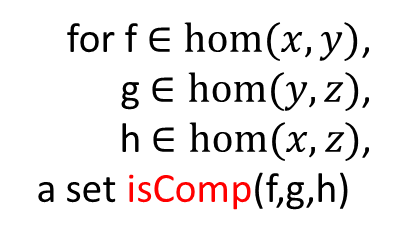 for f ∈ hom(x, y),
g ∈ hom(y, z),
h ∈ hom(x, z),
a set isComp(f,g,h)